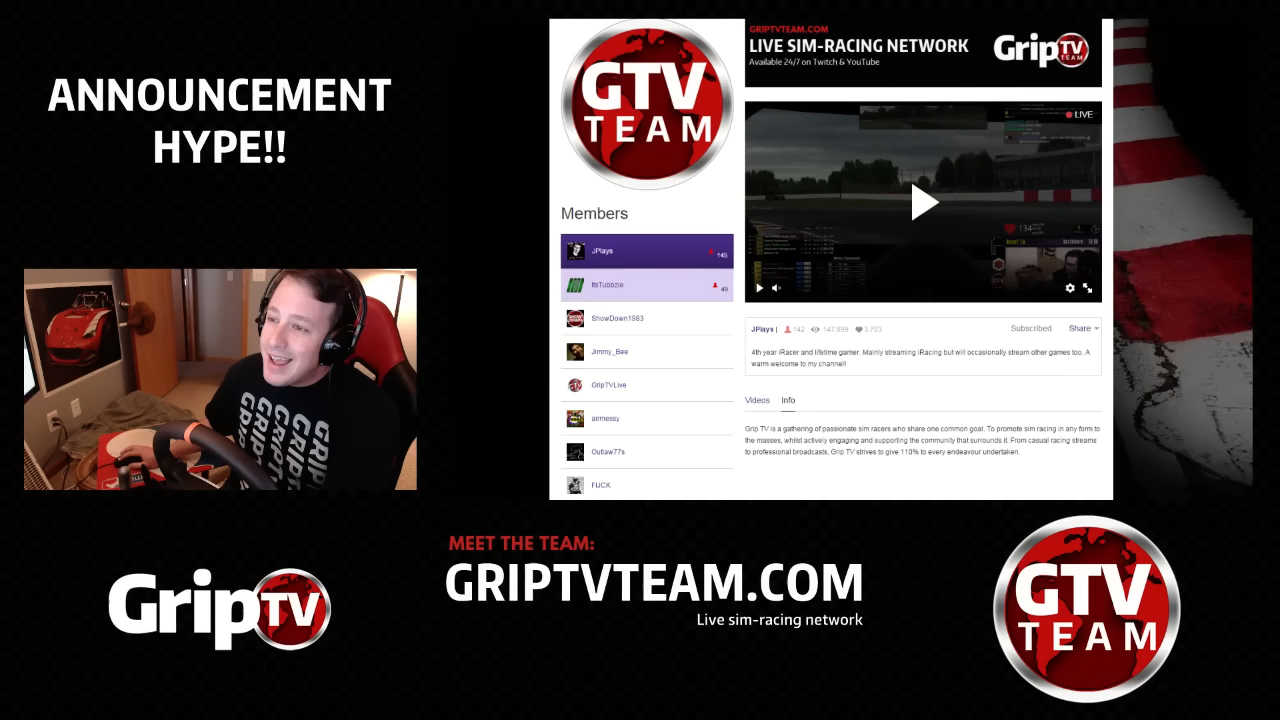 ANNOUNCEMENT
HYPE!!
GTV
TEAM
Members
JPlays
145
ItsTubbzie
49
ShowDown1983
Jimmy_Bee
GripTVLive
airmessy
Outlaw77s
FIJCK
GRIPTVTEAM.COM
LIVE SIM-RACING NETWORK
Available 24/7 on Twitch & YouTube
GripTV
TEAM
LIVE
134
JPlays |
142
147,899
3,703
Subscribed
Share
4th year iRacer and lifetime gamer. Mainly streaming iRacing but will occasionally stream other games too. A
warm welcome to my channel!
Videos
Info
Grip TV is a gathering of passionate sim racers who share one common goal. To promote sim racing in any form to
the masses, whilst actively engaging and supporting the community that surrounds it. From casual racing streams
to professional broadcasts, Grip TV strives to give 110% to every endeavour undertaken.
GRIPTV
GRIPTV
GRIPT
GRIP
MEET THE TEAM:
GRIPTVTEAM.COM
Live sim-racing network
GripTV
GTV
TEAM